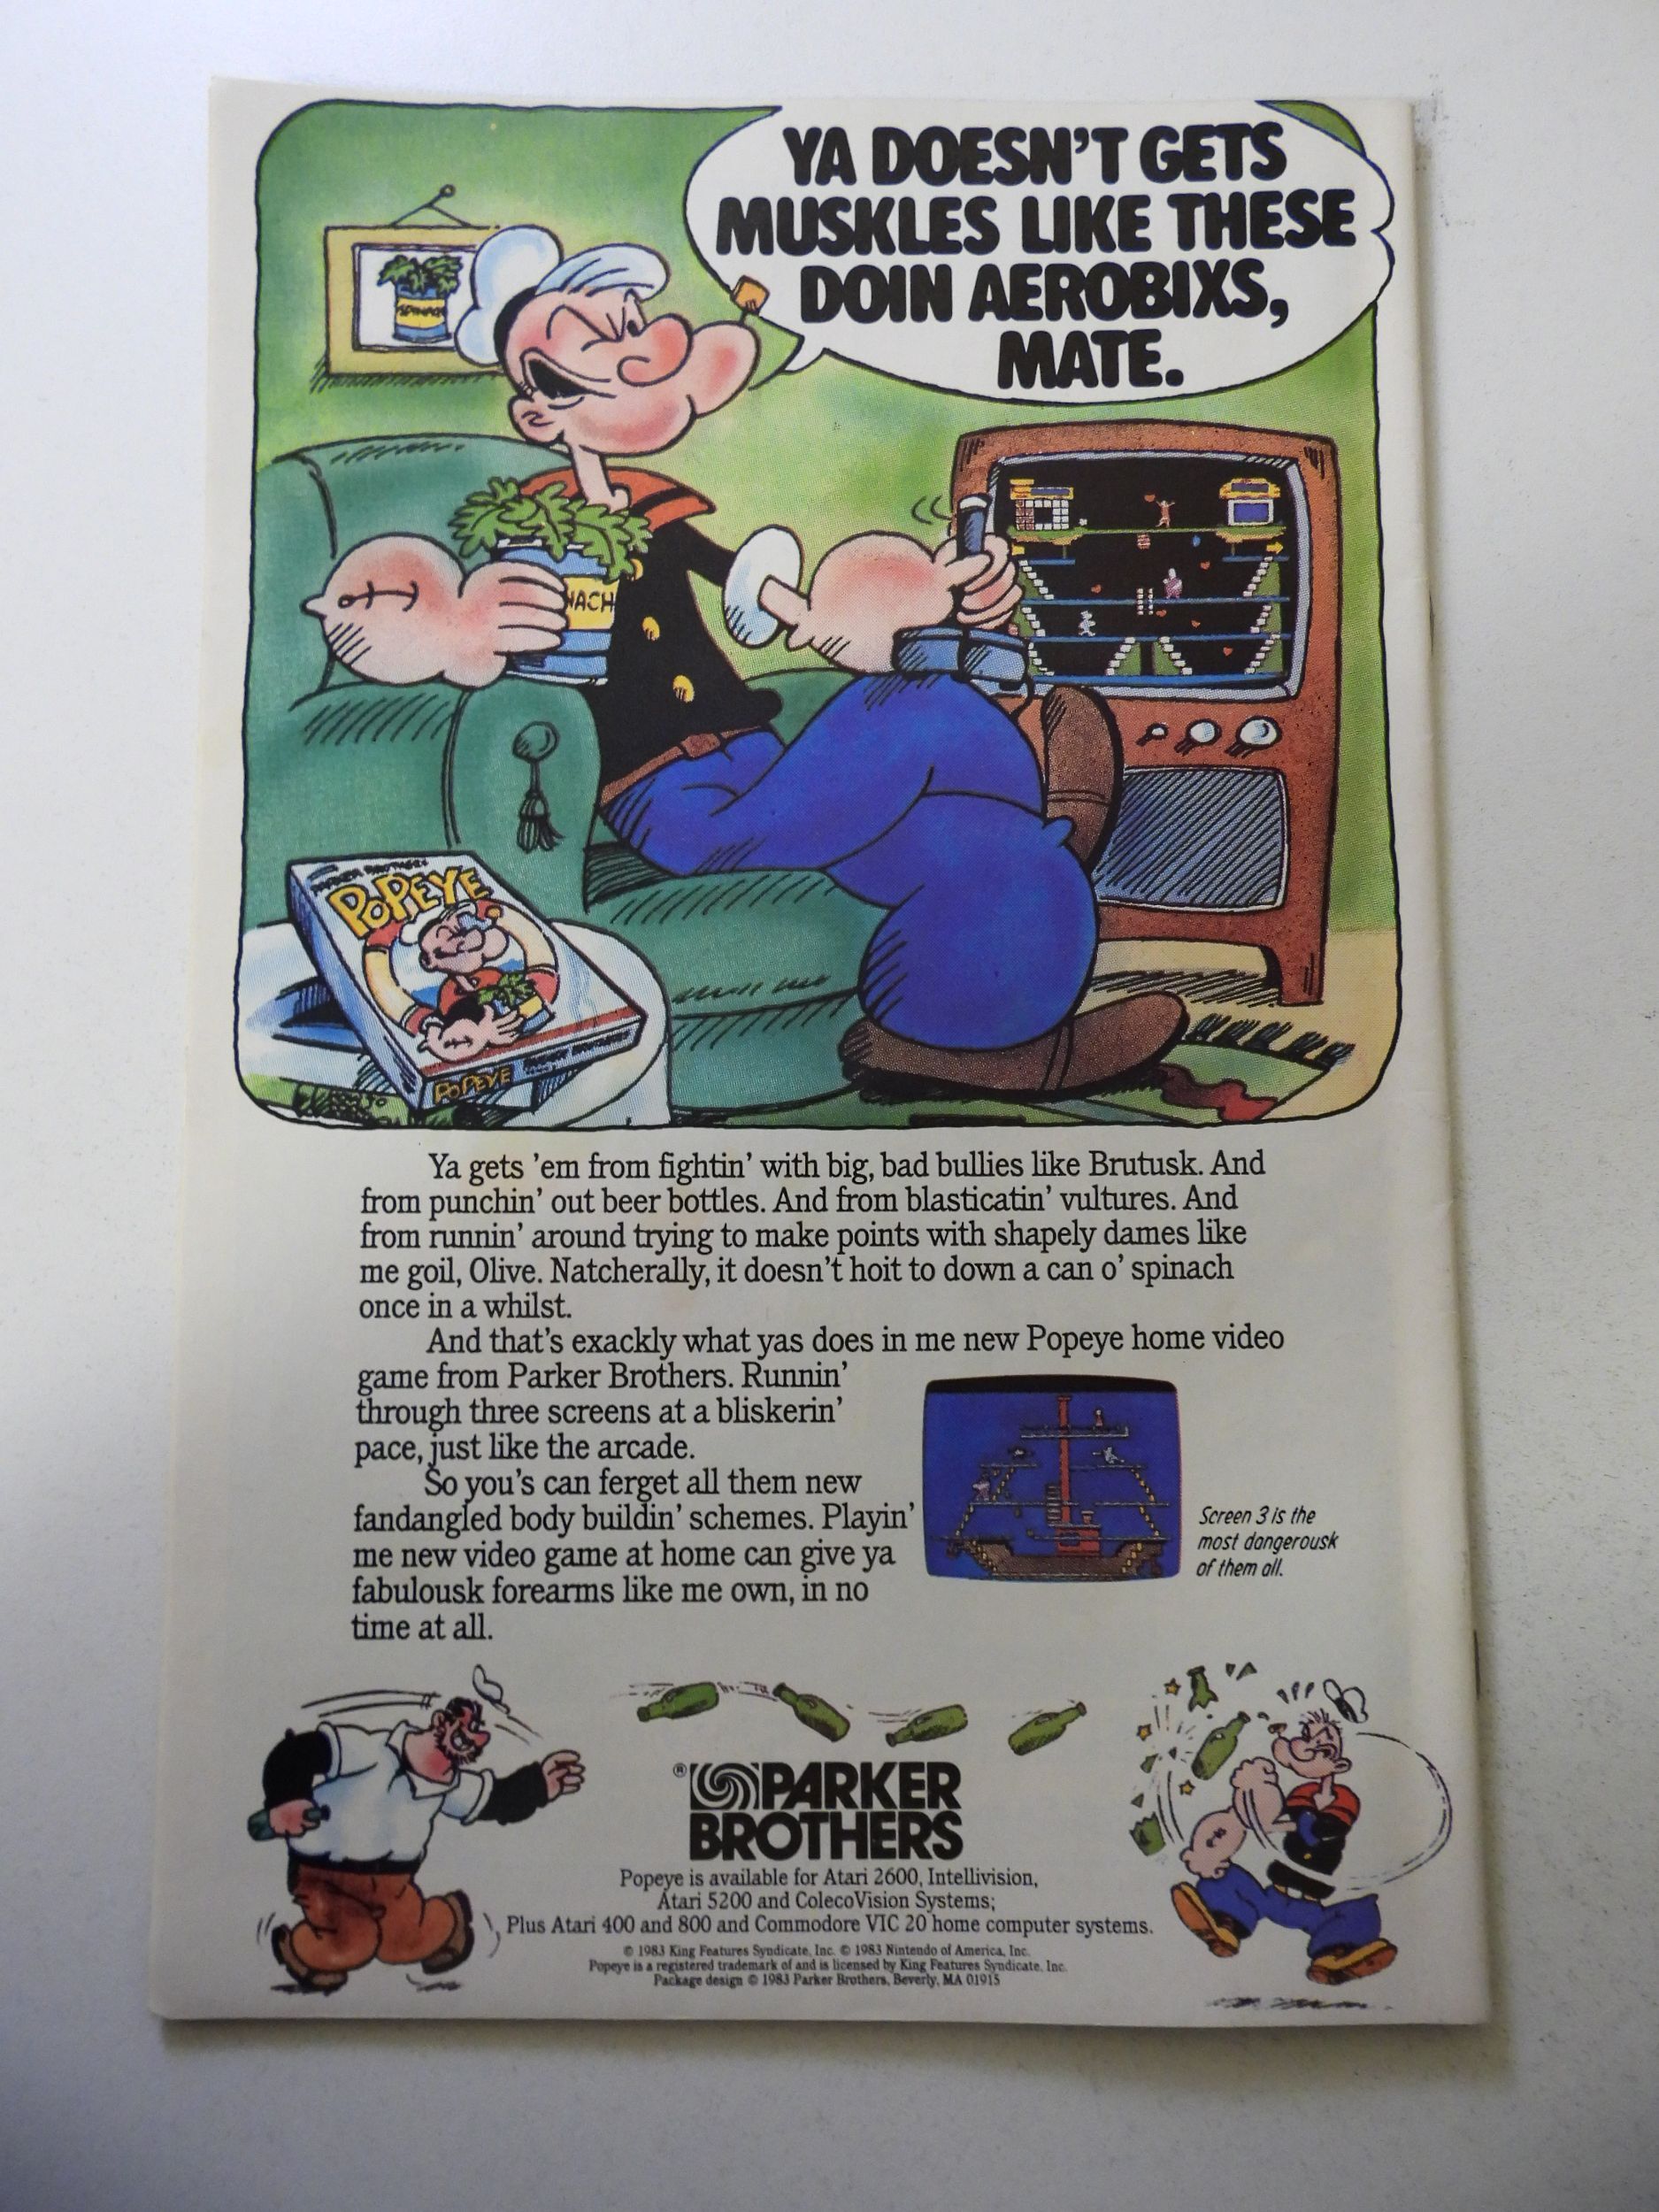 YA DOESN'T GETS
MUSKLES LIKE THESE
DOIN AEROBIXS,
MATE.
SPINACH
NACH
PARKER BROTHERS
POPEYE
POPEYE PARKER BROTHERS
Ya gets 'em from fightin' with big, bad bullies like Brutusk. And
from punchin' out beer bottles. And from blasticatin' vultures. And
from runnin' around trying to make points with shapely dames like
me goil, Olive. Natcherally, it doesn't hoit to down a can o' spinach
once in a whilst.
And that's exackly what yas does in me new Popeye home video
game from Parker Brothers. Runnin'
through three screens at a bliskerin'
pace, just like the arcade.
So you's can ferget all them new
fandangled body buildin' schemes. Playin'
me new video game at home can give ya
fabulousk forearms like me own, in no
time at all.
Screen 3 is the
most dangerousk
of them all.
® PARKER
BROTHERS
Popeye is available for Atari 2600, Intellivision,
Atari 5200 and ColecoVision Systems;
Plus Atari 400 and 800 and Commodore VIC 20 home computer systems.
© 1983 King Features Syndicate, Inc. © 1983 Nintendo of America, Inc.
Popeye is a registered trademark of and is licensed by King Features Syndicate, Inc.
Package design © 1983 Parker Brothers, Beverly, MA 01915